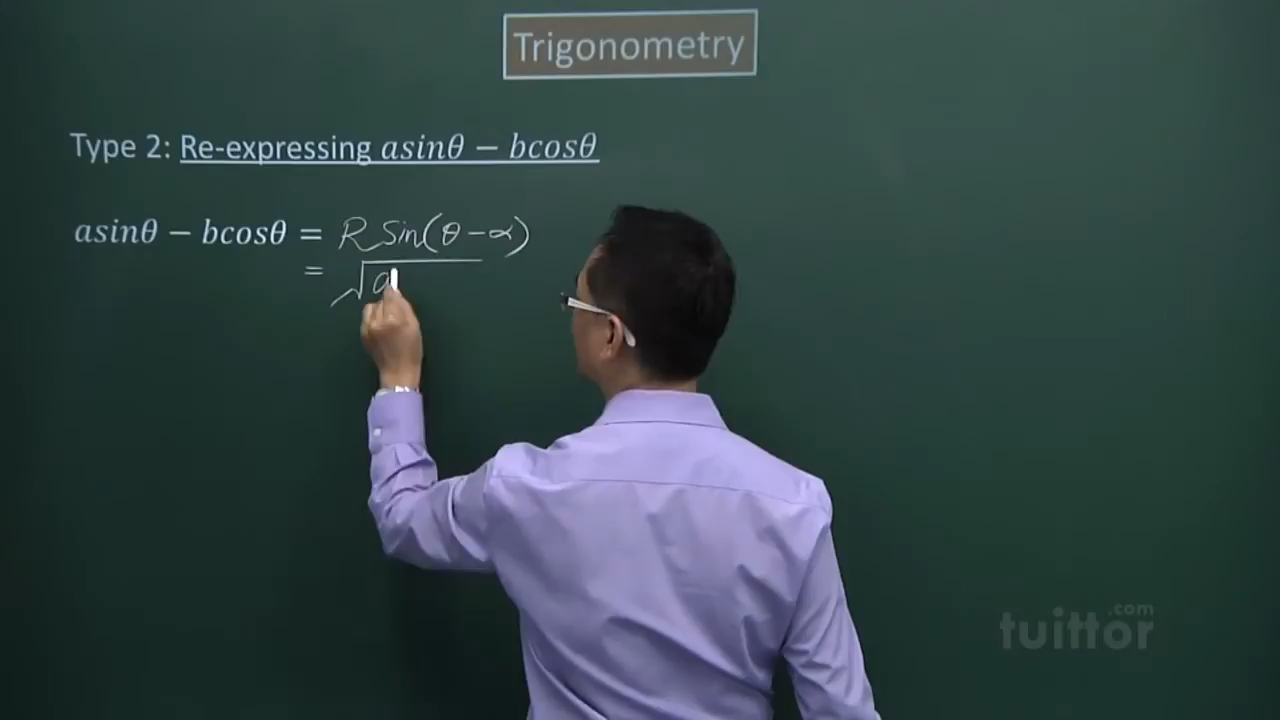 Trigonometry
Type 2: Re-expressing asinθ − bcosθ
asinθ − bcosθ = R Sin(θ − α)
= √a
tuittor.com